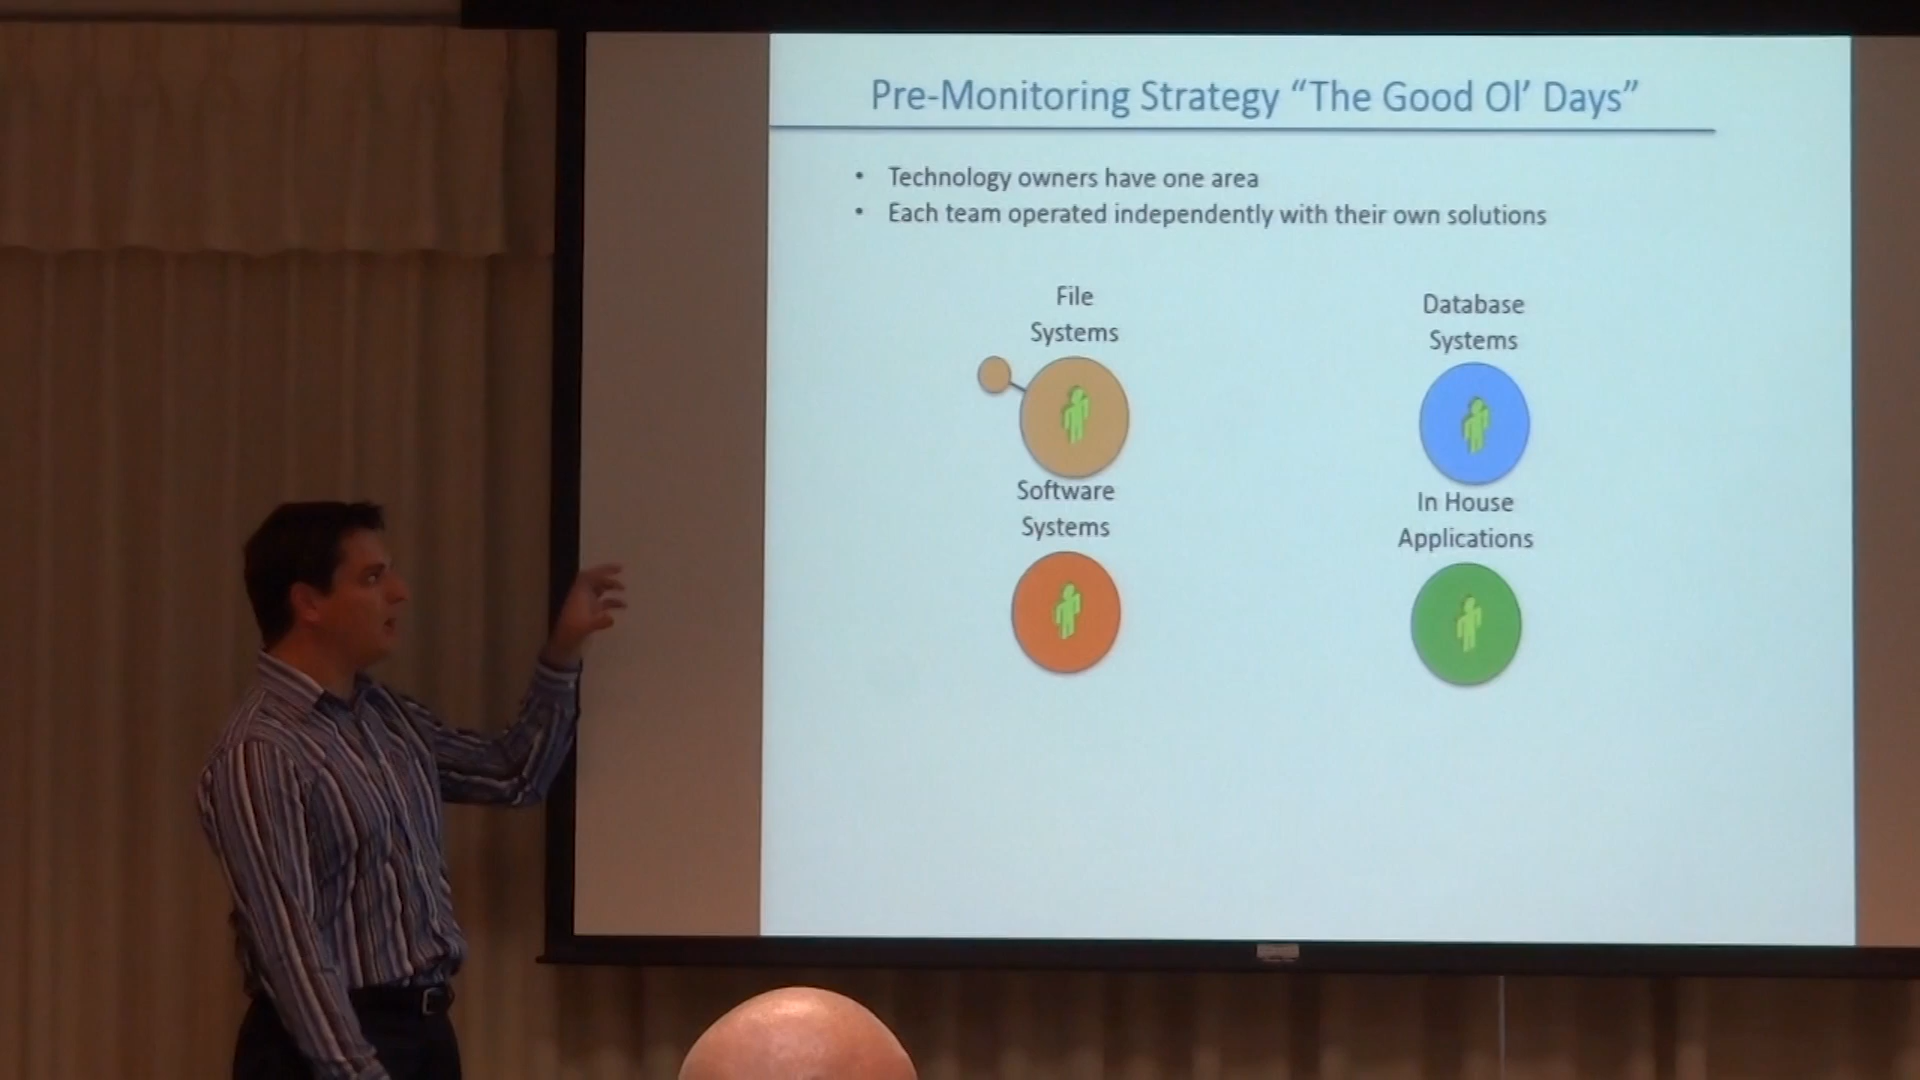 Pre-Monitoring Strategy “The Good Ol’ Days”
• Technology owners have one area
• Each team operated independently with their own solutions
File
Systems
Database
Systems
Software
Systems
In House
Applications